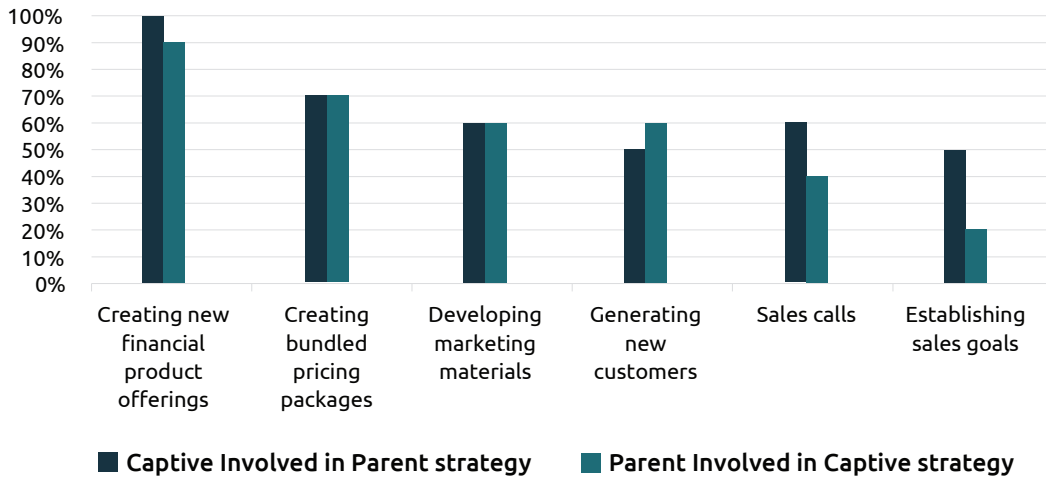 100%
90%
80%
70%
60%
50%
40%
30%
20%
10%
0%
Creating new
financial
product
offerings
Creating
bundled
pricing
packages
Developing
marketing
materials
Generating
new
customers
Sales calls
Establishing
sales goals
Captive Involved in Parent strategy
Parent Involved in Captive strategy